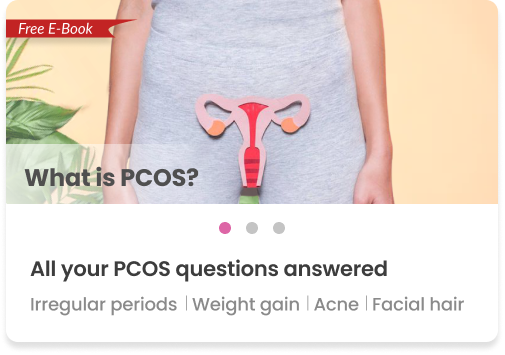 Free E-Book
What is PCOS?
All your PCOS questions answered
Irregular periods | Weight gain | Acne | Facial hair